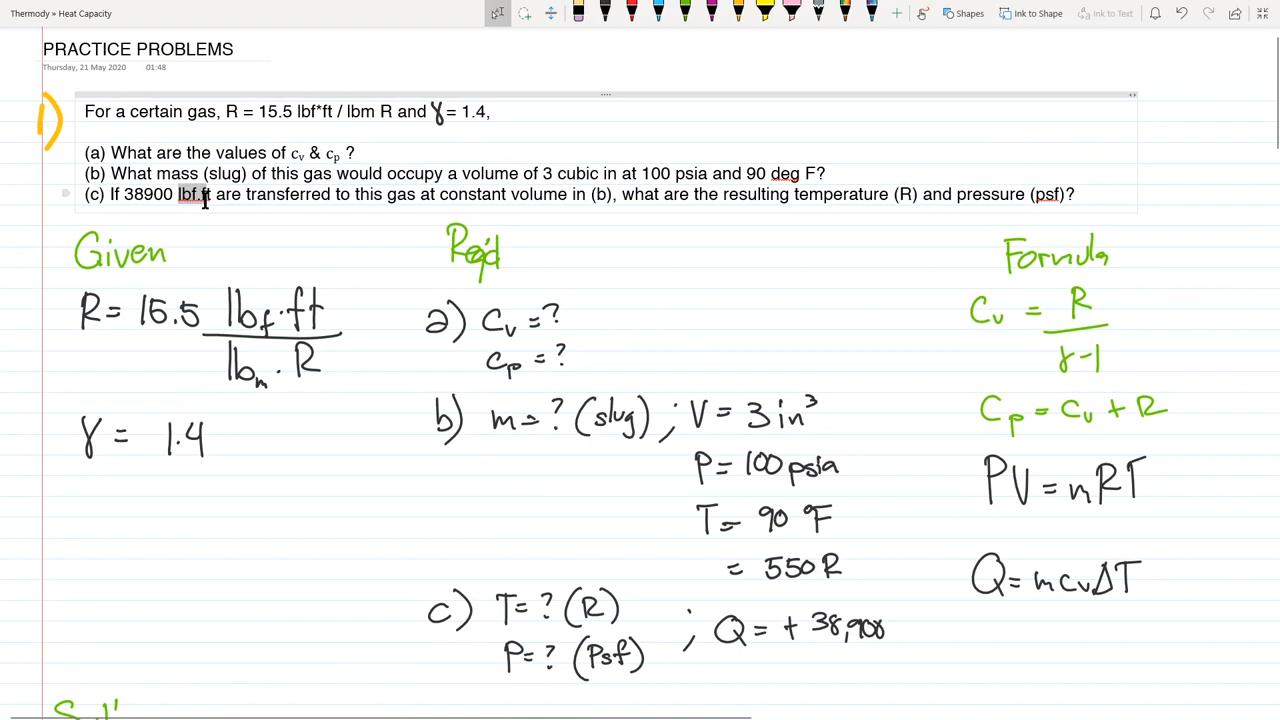 Thermody » Heat Capacity
Shapes
Ink to Shape
Ink to Text
PRACTICE PROBLEMS
Thursday, 21 May 2020 01:48
1)
For a certain gas, R = 15.5 lbf*ft / lbm R and γ = 1.4,
(a) What are the values of cv & cp ?
(b) What mass (slug) of this gas would occupy a volume of 3 cubic in at 100 psia and 90 deg F?
(c) If 38900 lbf.ft are transferred to this gas at constant volume in (b), what are the resulting temperature (R) and pressure (psf)?
Given
Req'd
Formula
R = 15.5 lbf·ft / lbm·R
a) Cv = ?
Cp = ?
Cv = R / γ-1
Cp = Cv + R
γ = 1.4
b) m = ? (slug) ; V = 3 in³
P = 100 psia
T = 90 °F
= 550 R
PV = mRT
Q = mcvΔT
c) T = ? (R)
P = ? (Psf)
; Q = + 38,900